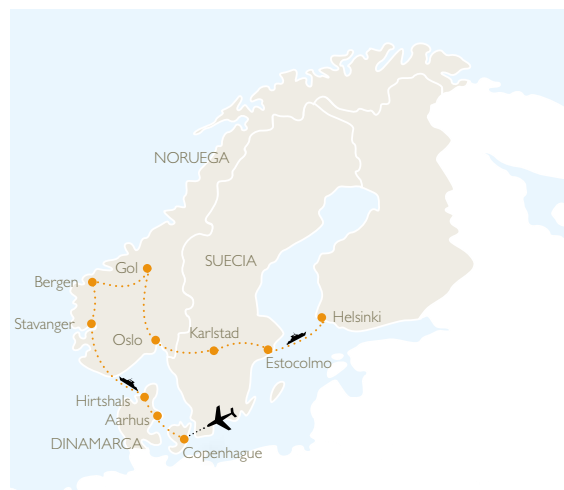 NORUEGA
SUECIA
Gol
Bergen
Stavanger
Helsinki
Karlstad
Oslo
Estocolmo
Hirtshals
Aarhus
DINAMARCA
Copenhague